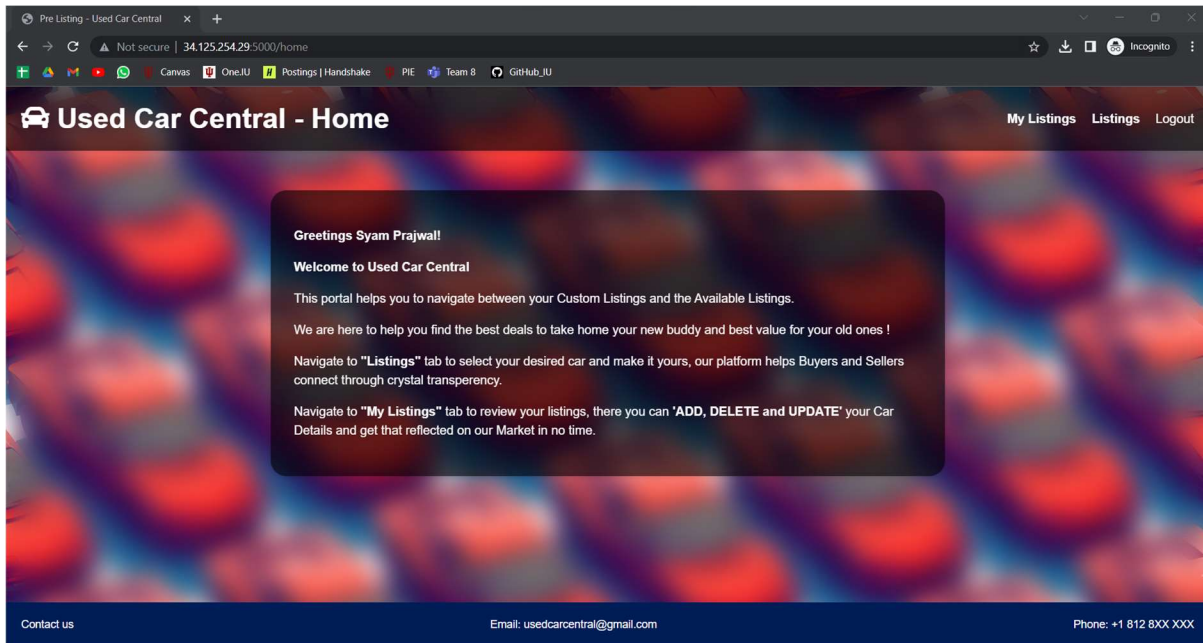 Pre Listing - Used Car Central
Not secure | 34.125.254.29:5000/home
Incognito
Canvas One.IU Postings | Handshake PIE Team 8 GitHub_IU
Used Car Central - Home
My Listings Listings Logout
Greetings Syam Prajwal!
Welcome to Used Car Central
This portal helps you to navigate between your Custom Listings and the Available Listings.
We are here to help you find the best deals to take home your new buddy and best value for your old ones !
Navigate to "Listings" tab to select your desired car and make it yours, our platform helps Buyers and Sellers
connect through crystal transperency.
Navigate to "My Listings" tab to review your listings, there you can 'ADD, DELETE and UPDATE' your Car
Details and get that reflected on our Market in no time.
Contact us Email: usedcarcentral@gmail.com Phone: +1 812 8XX XXX